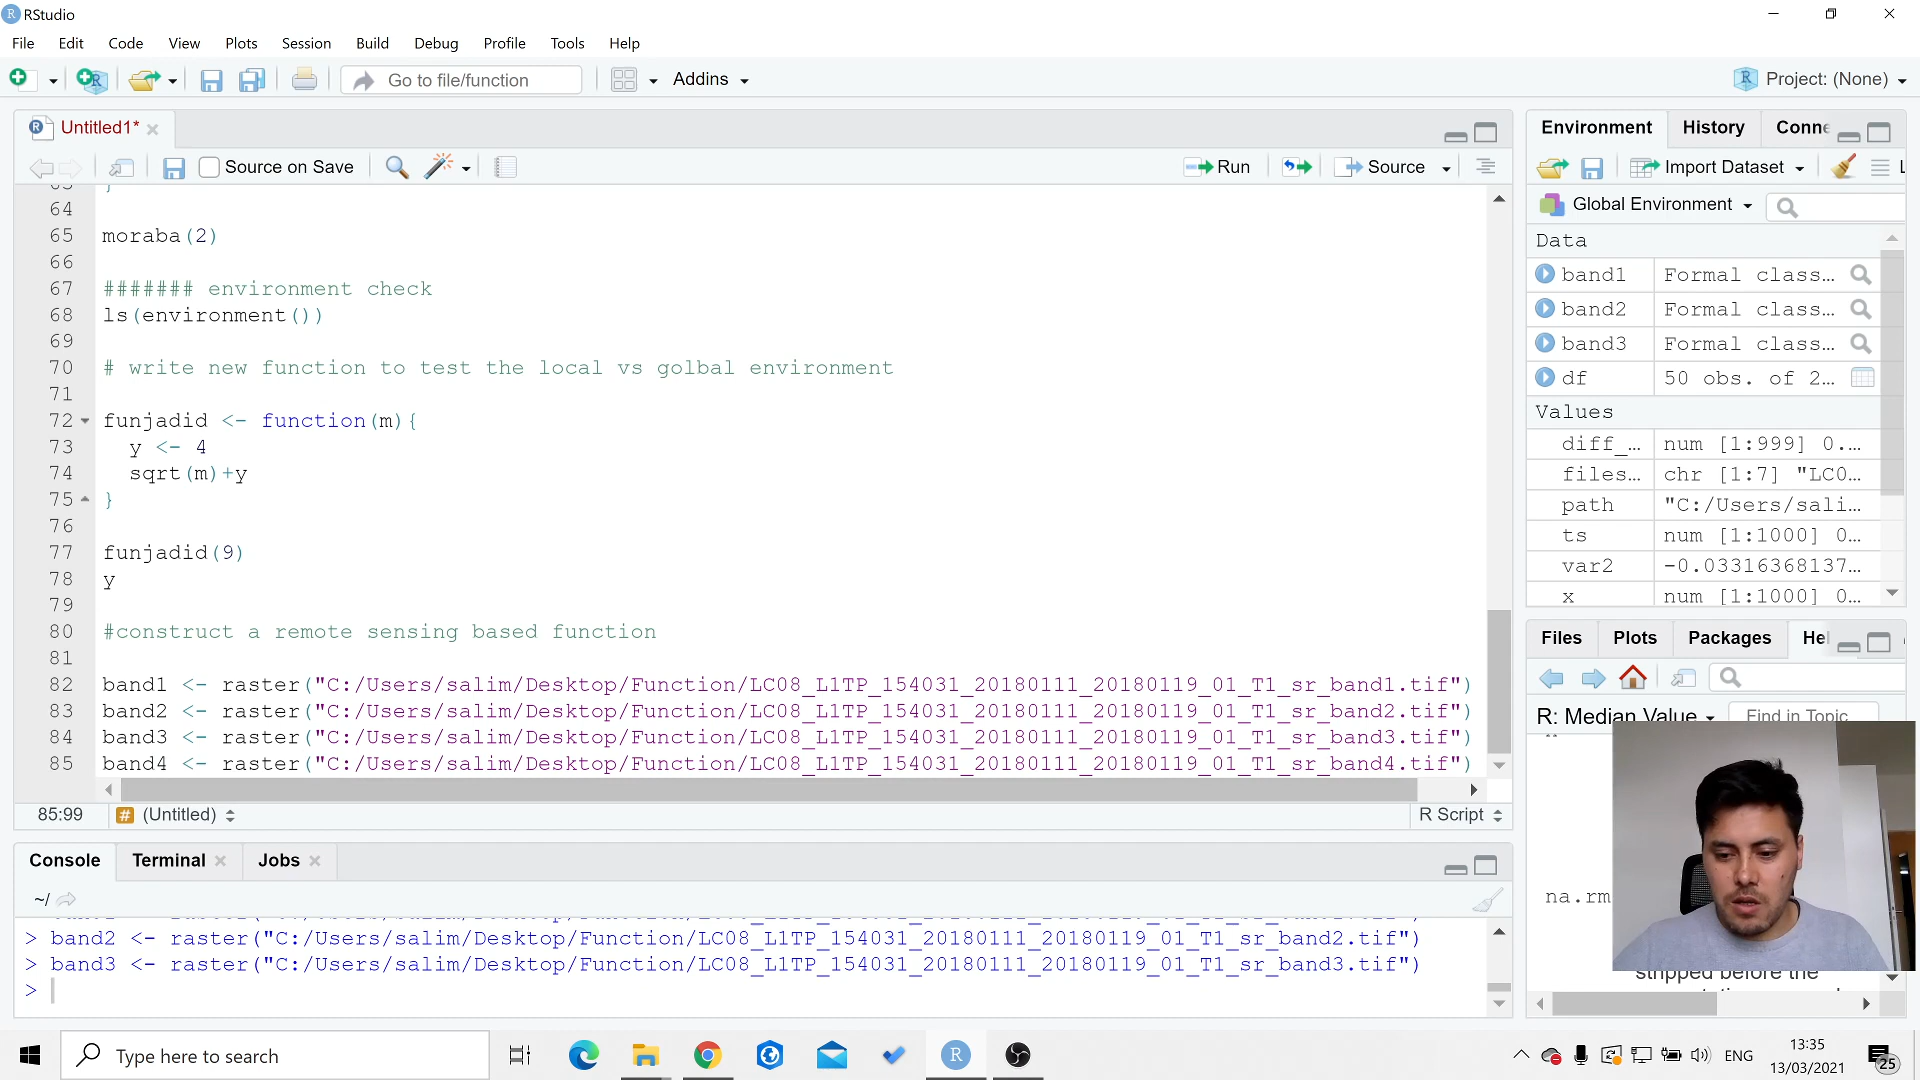 RStudio
File Edit Code View Plots Session Build Debug Profile Tools Help
Go to file/function Addins Project: (None)
Untitled1*
Source on Save Run Source
64
65 moraba(2)
66
67 ####### environment check
68 ls(environment())
69
70 # write new function to test the local vs golbal environment
71
72 funjadid <- function(m){
73 y <- 4
74 sqrt(m)+y
75 }
76
77 funjadid(9)
78 y
79
80 #construct a remote sensing based function
81
82 band1 <- raster("C:/Users/salim/Desktop/Function/LC08_L1TP_154031_20180111_20180119_01_T1_sr_band1.tif")
83 band2 <- raster("C:/Users/salim/Desktop/Function/LC08_L1TP_154031_20180111_20180119_01_T1_sr_band2.tif")
84 band3 <- raster("C:/Users/salim/Desktop/Function/LC08_L1TP_154031_20180111_20180119_01_T1_sr_band3.tif")
85 band4 <- raster("C:/Users/salim/Desktop/Function/LC08_L1TP_154031_20180111_20180119_01_T1_sr_band4.tif")
85:99 # (Untitled) R Script
Console Terminal Jobs
~/
> band2 <- raster("C:/Users/salim/Desktop/Function/LC08_L1TP_154031_20180111_20180119_01_T1_sr_band2.tif")
> band3 <- raster("C:/Users/salim/Desktop/Function/LC08_L1TP_154031_20180111_20180119_01_T1_sr_band3.tif")
>
Environment History Conne
Import Dataset L
Global Environment
Data
band1 Formal class…
band2 Formal class…
band3 Formal class…
df 50 obs. of 2…
Values
diff_… num [1:999] 0.…
files… chr [1:7] "LC0…
path "C:/Users/sali…
ts num [1:1000] 0…
var2 -0.03316368137…
x num [1:1000] 0…
Files Plots Packages Hel
R: Median Value Find in Topic
na.rm
stripped before the
Type here to search
ENG
13:35
13/03/2021
25